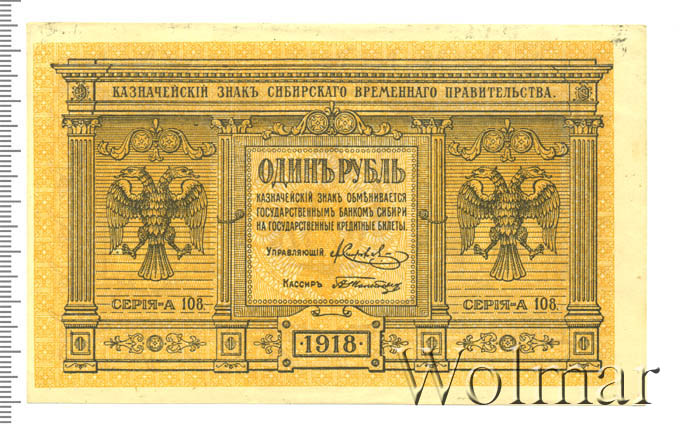 КАЗНАЧЕЙСКІЙ ЗНАКЪ СИБИРСКАГО ВРЕМЕННАГО ПРАВИТЕЛЬСТВА.
ОДИНЪ РУБЛЬ
КАЗНАЧЕЙСКІЙ ЗНАКЪ ОБМѢНИВАЕТСЯ
ГОСУДАРСТВЕННЫМЪ БАНКОМЪ СИБИРИ
НА ГОСУДАРСТВЕННЫЕ КРЕДИТНЫЕ БИЛЕТЫ.
УПРАВЛЯЮЩІЙ
КАССИРЪ
СЕРІЯ-А 108.
СЕРІЯ-А 108.
·1918·
Wolmar